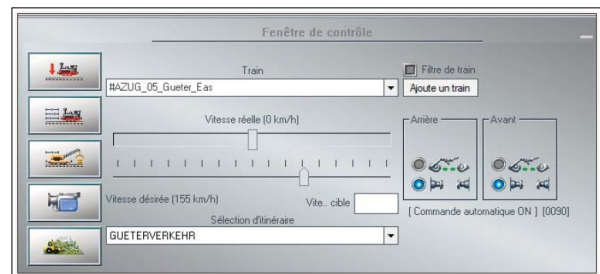 Fenêtre de contrôle
Train
Filtre de train
#AZUG_05_Gueter_Eas
Ajoute un train
Vitesse réelle (0 km/h)
Arrière
Avant
Vitesse désirée (155 km/h)
Vite.. cible
[ Commande automatique ON ] [0090]
Sélection d'itinéraire
GUETERVERKEHR